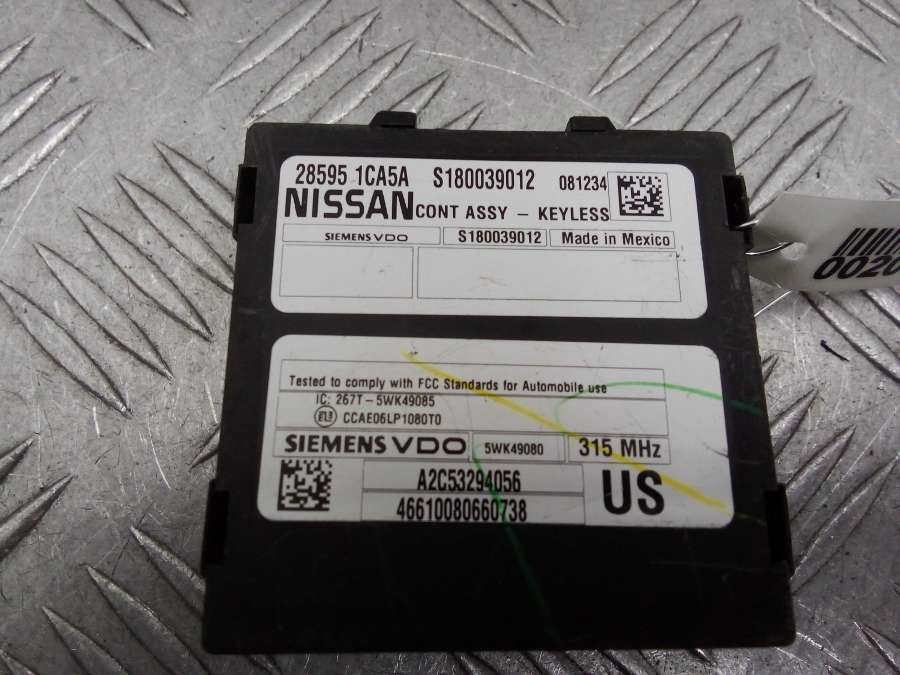 28595 1CA5A S180039012 081234
NISSAN CONT ASSY - KEYLESS
SIEMENS VDO S180039012 Made in Mexico
Tested to comply with FCC Standards for Automobile use
IC: 267T-5WK49085
CCAE06LP1080T0
SIEMENS VDO 5WK49080 315 MHz
A2C53294056 US
46610080660738